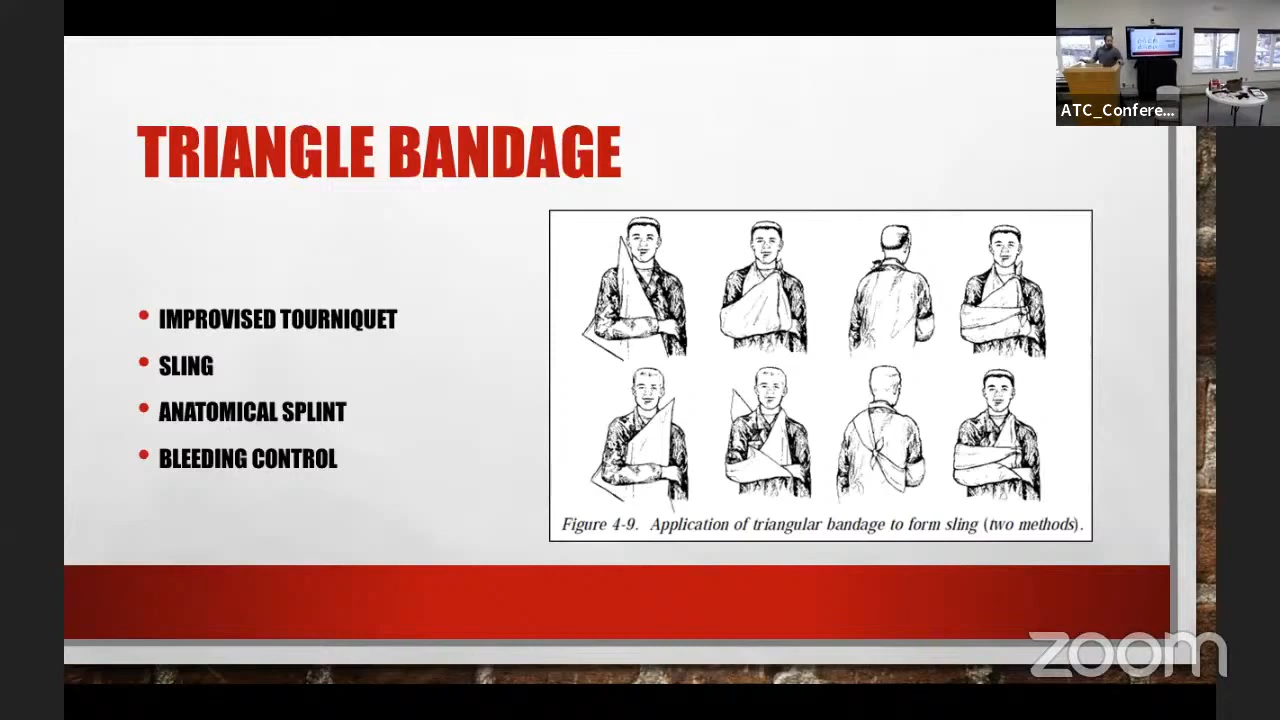 TRIANGLE BANDAGE
• IMPROVISED TOURNIQUET
• SLING
• ANATOMICAL SPLINT
• BLEEDING CONTROL
Figure 4-9. Application of triangular bandage to form sling (two methods).
ATC_Confere...
zoom